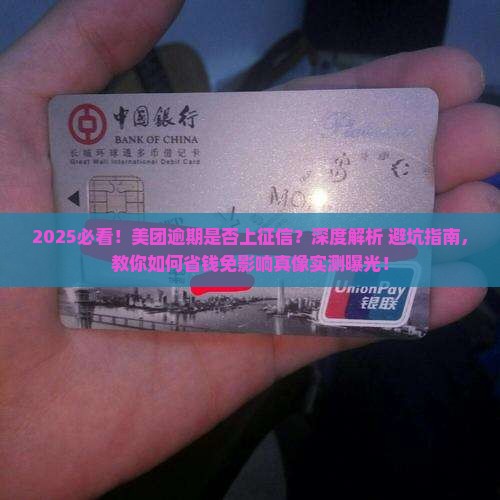 中国银行
BANK OF CHINA
长城环球通多币借记卡
Great Wall International Debit Card
2025必看！美团逾期是否上征信？深度解析 避坑指南，
教你如何省钱免影响真像实测曝光！
UnionPay
银联